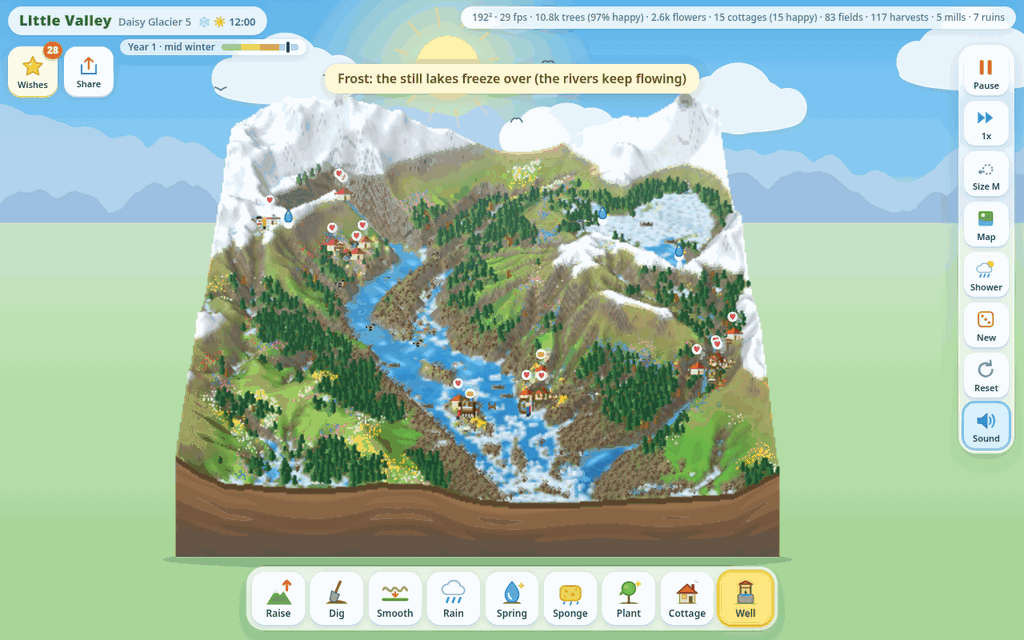 Little Valley Daisy Glacier 5 12:00
192² · 29 fps · 10.8k trees (97% happy) · 2.6k flowers · 15 cottages (15 happy) · 83 fields · 117 harvests · 5 mills · 7 ruins
Year 1 · mid winter
28
Wishes
Share
Frost: the still lakes freeze over (the rivers keep flowing)
Pause
1x
Size M
Map
Shower
New
Reset
Sound
Raise
Dig
Smooth
Rain
Spring
Sponge
Plant
Cottage
Well